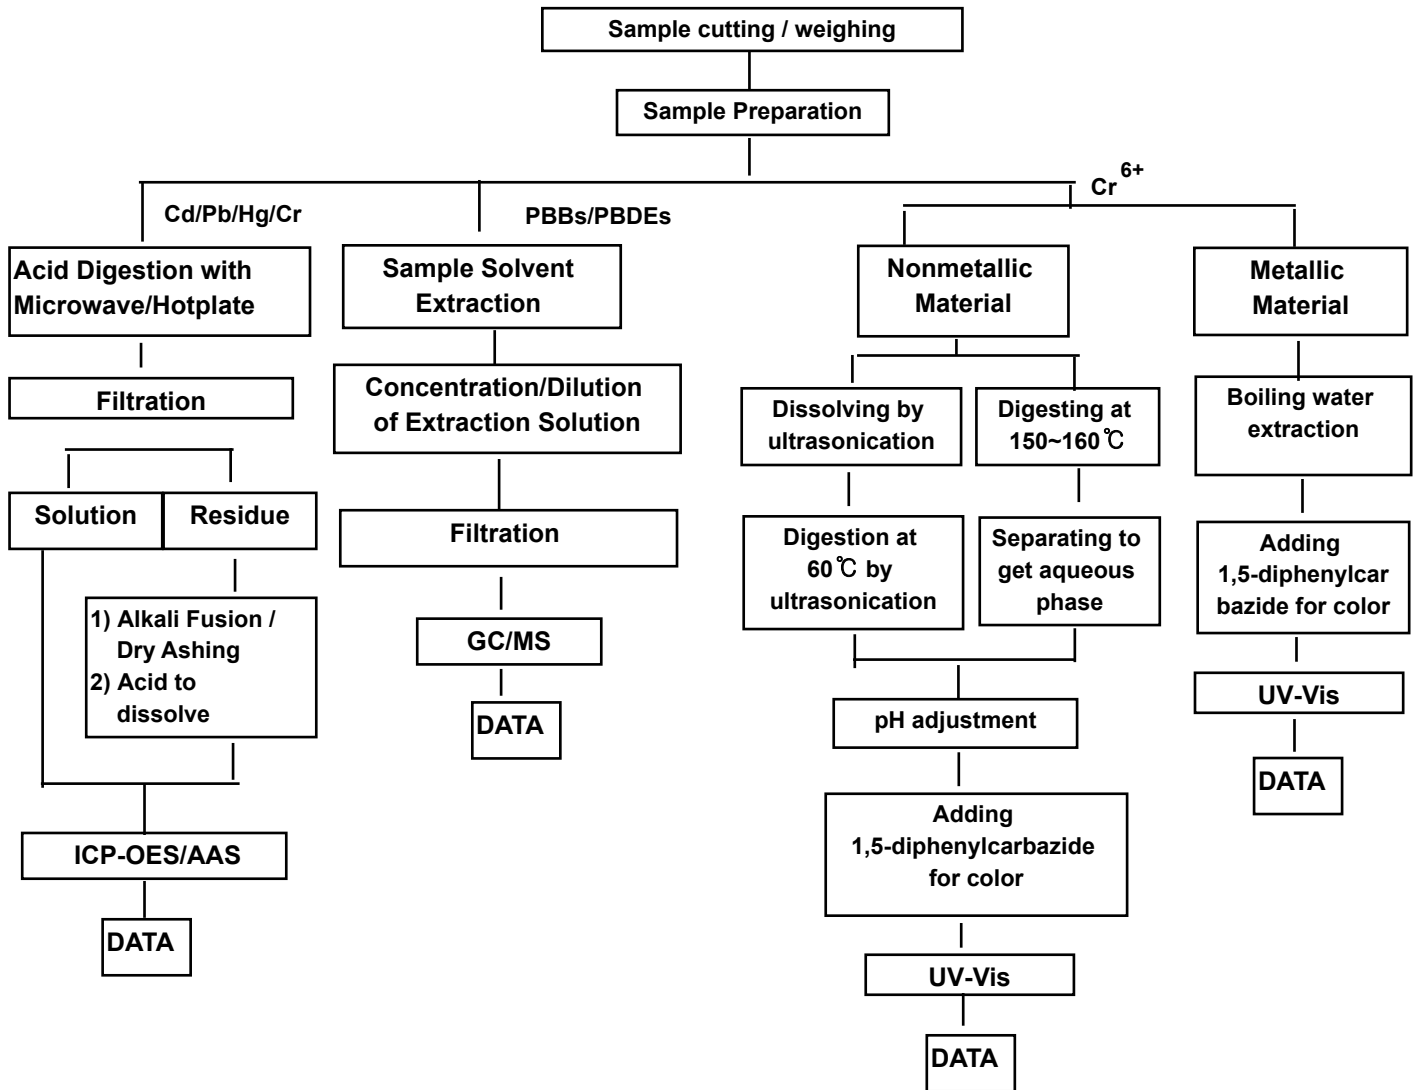 Sample cutting / weighing
Sample Preparation
Cr 6+
Cd/Pb/Hg/Cr
PBBs/PBDEs
Acid Digestion with
Microwave/Hotplate
Filtration
Solution
Residue
1) Alkali Fusion /
Dry Ashing
2) Acid to
dissolve
ICP-OES/AAS
DATA
Sample Solvent
Extraction
Concentration/Dilution
of Extraction Solution
Filtration
GC/MS
DATA
Nonmetallic
Material
Dissolving by
ultrasonication
Digestion at
60℃ by
ultrasonication
Digesting at
150~160℃
Separating to
get aqueous
phase
pH adjustment
Adding
1,5-diphenylcarbazide
for color
UV-Vis
DATA
Metallic
Material
Boiling water
extraction
Adding
1,5-diphenylcar
bazide for color
UV-Vis
DATA